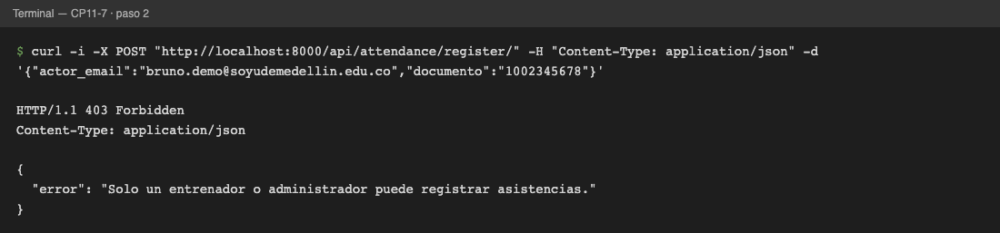 Terminal — CP11-7 · paso 2
$ curl -i -X POST "http://localhost:8000/api/attendance/register/" -H "Content-Type: application/json" -d
'{"actor_email":"bruno.demo@soyudemedellin.edu.co","documento":"1002345678"}'
HTTP/1.1 403 Forbidden
Content-Type: application/json
{
  "error": "Solo un entrenador o administrador puede registrar asistencias."
}